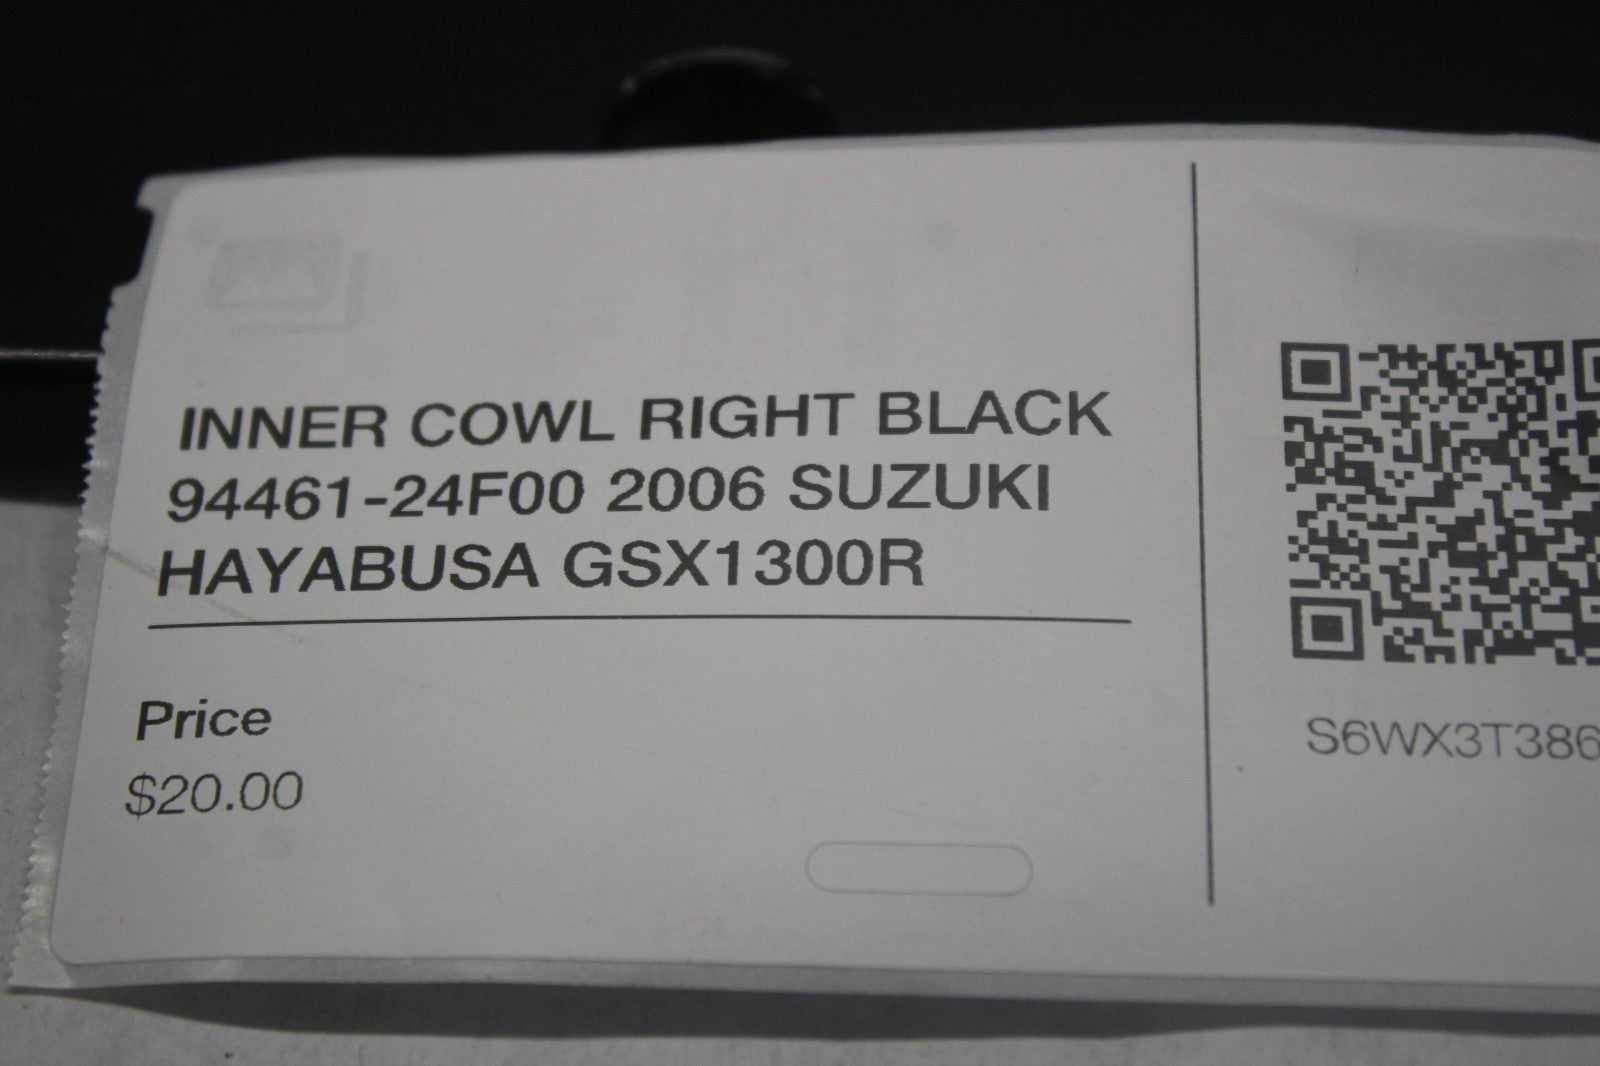 INNER COWL RIGHT BLACK
94461-24F00 2006 SUZUKI
HAYABUSA GSX1300R
Price
$20.00
S6WX3T386